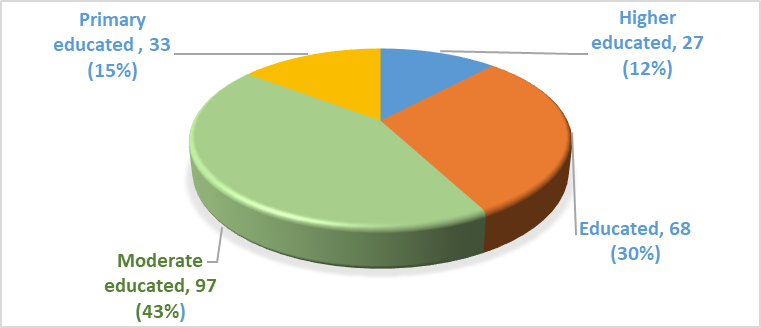 Primary
educated , 33
(15%)
Higher
educated, 27
(12%)
Educated, 68
(30%)
Moderate
educated, 97
(43%)